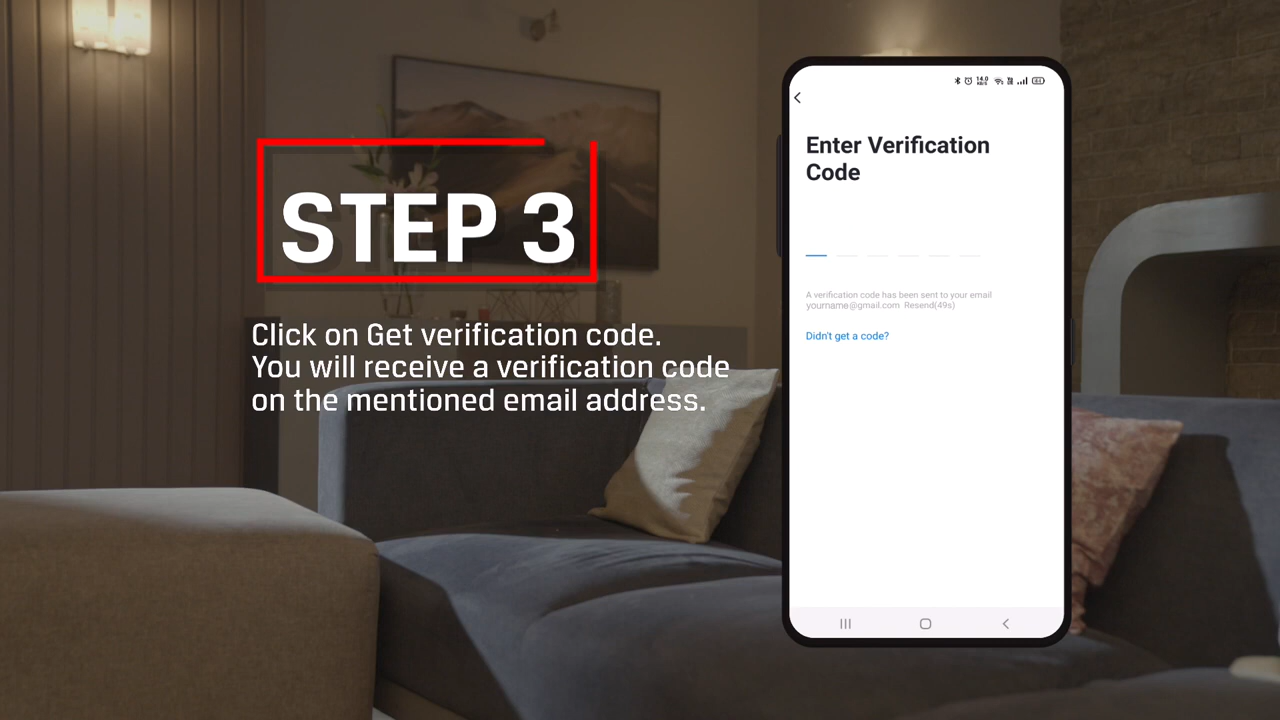 STEP 3
Click on Get verification code.
You will receive a verification code
on the mentioned email address.
Enter Verification
Code
A verification code has been sent to your email
yourname@gmail.com Resend(49s)
Didn't get a code?